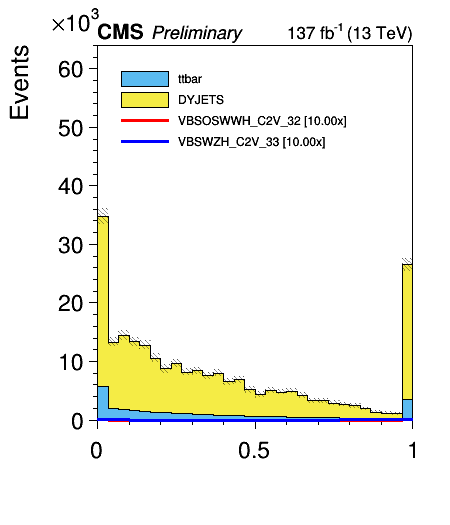 ×10³
CMS Preliminary 137 fb⁻¹ (13 TeV)
Events
60
50
40
30
20
10
0
ttbar
DYJETS
VBSOSWWH_C2V_32 [10.00x]
VBSWZH_C2V_33 [10.00x]
0 0.5 1